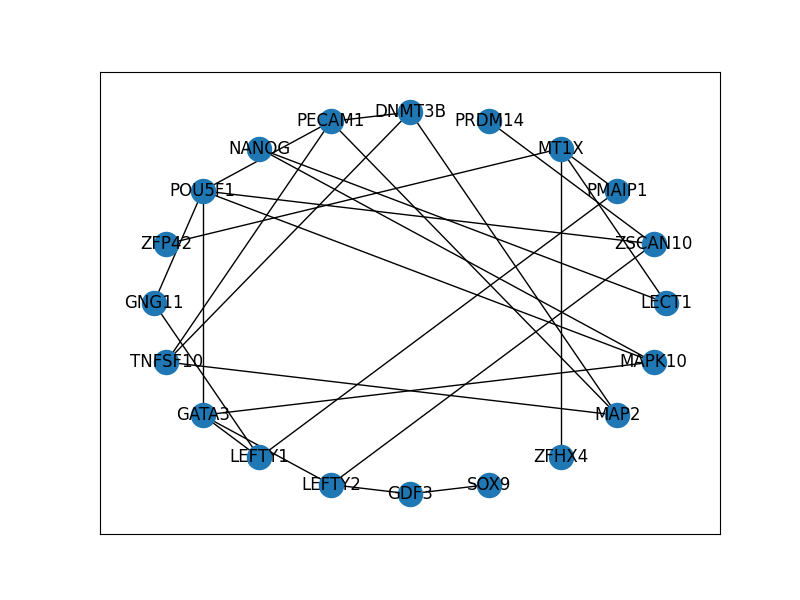 DNMT3B
PECAM1
PRDM14
NANOG
MT1X
POU5F1
PMAIP1
ZFP42
ZSCAN10
GNG11
LECT1
TNFSF10
MAPK10
GATA3
MAP2
LEFTY1
ZFHX4
LEFTY2
SOX9
GDF3